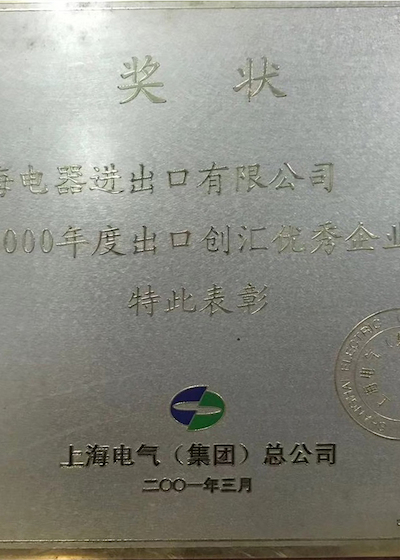 奖状
海电器进出口有限公司
000年度出口创汇优秀企业
特此表彰
上海电气（集团）总公司
二〇〇一年三月